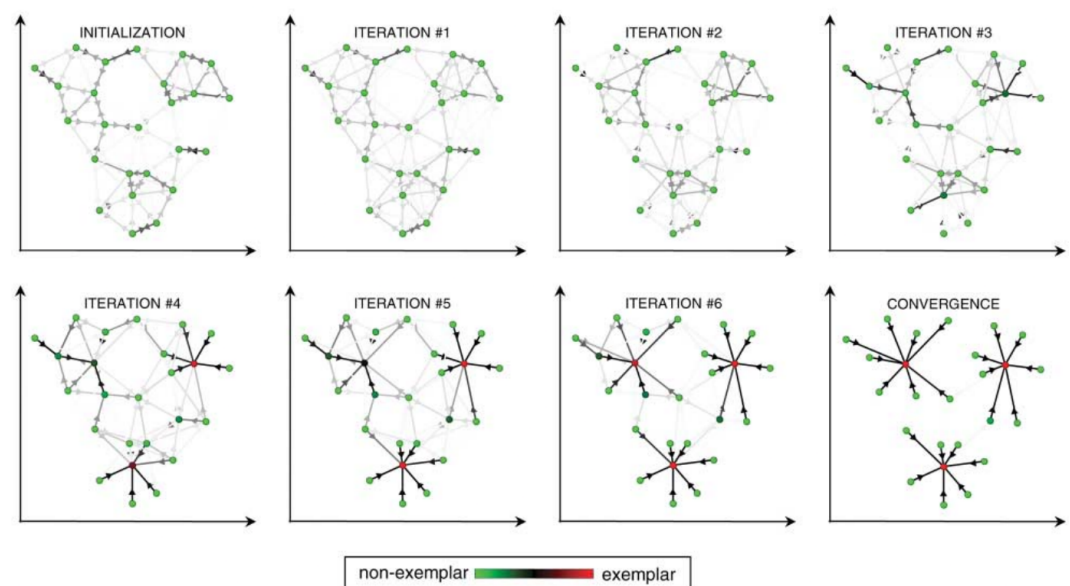 INITIALIZATION
ITERATION #1
ITERATION #2
ITERATION #3
ITERATION #4
ITERATION #5
ITERATION #6
CONVERGENCE
non-exemplar
exemplar